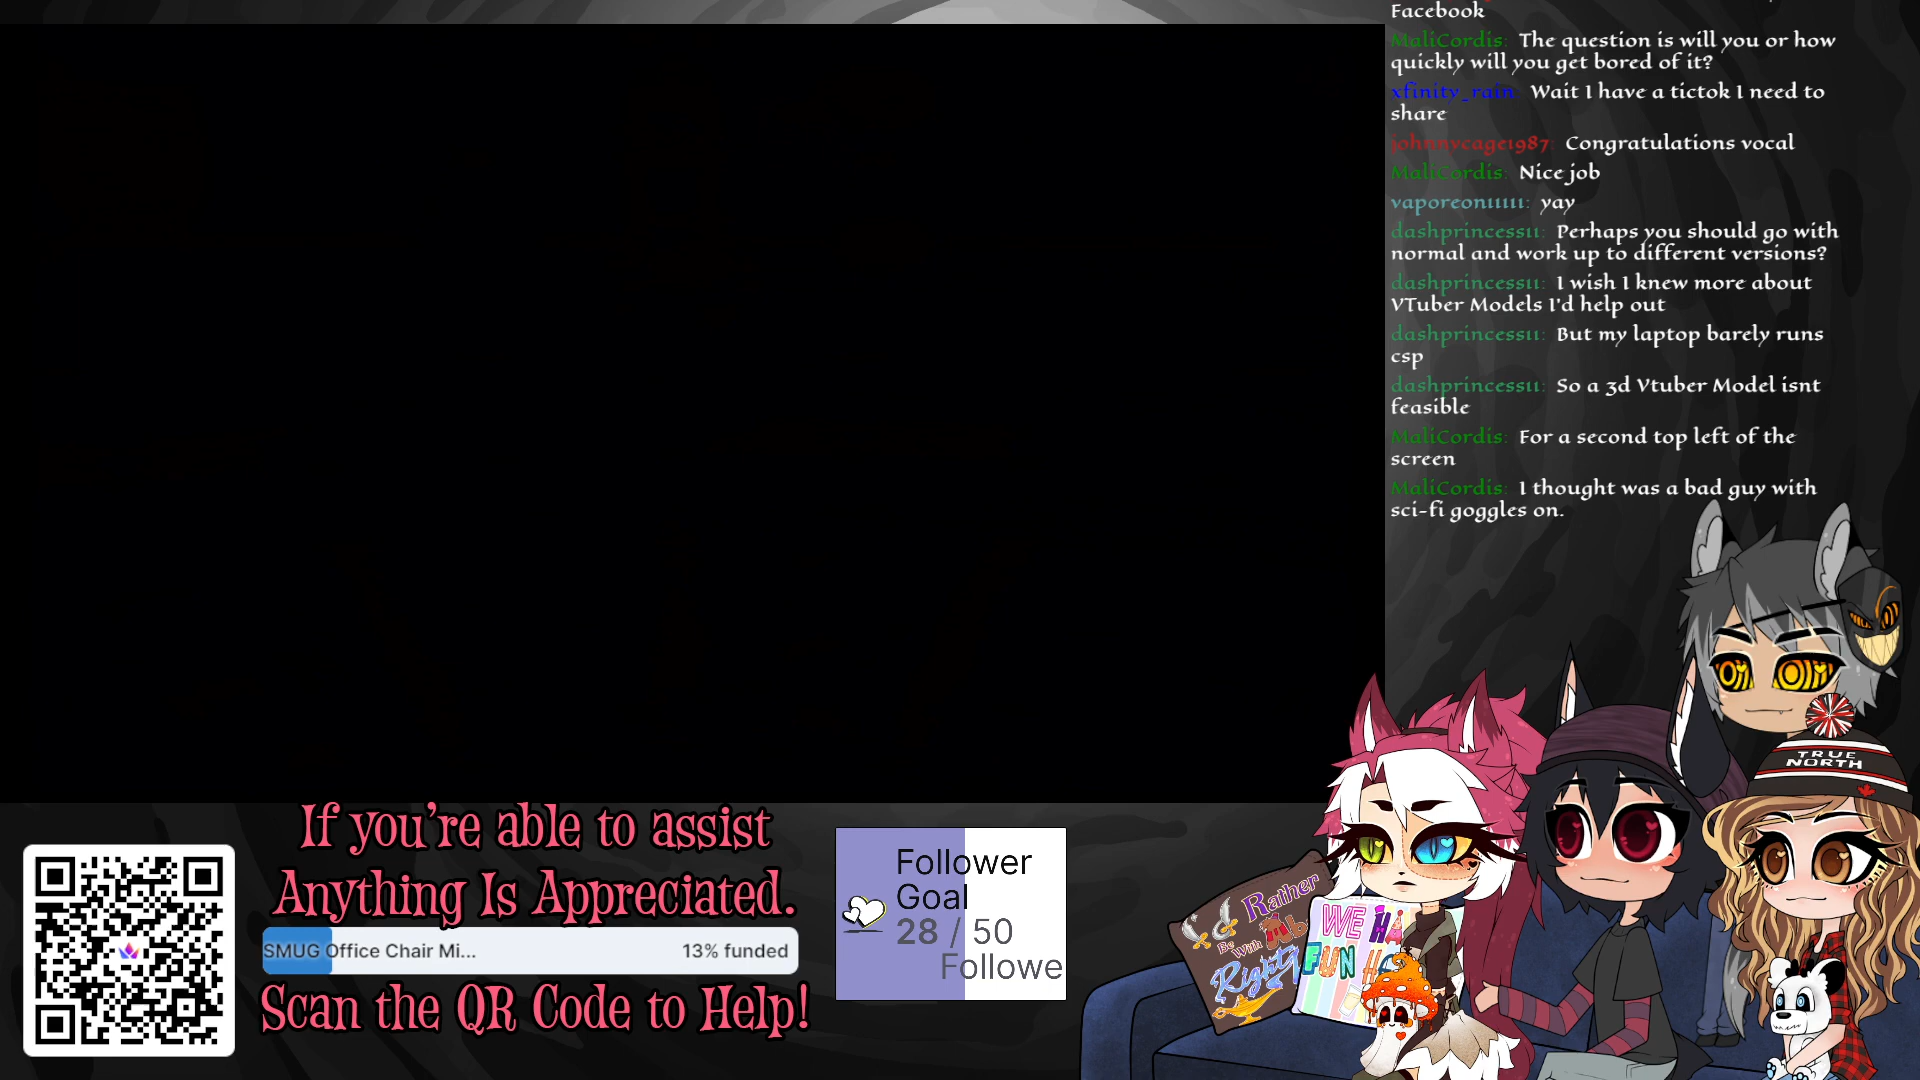 Facebook
MaliCordis: The question is will you or how
quickly will you get bored of it?
xfinity_rain: Wait I have a tictok I need to
share
johnnycage1987: Congratulations vocal
MaliCordis: Nice job
vaporeon11111: yay
dashprincess11: Perhaps you should go with
normal and work up to different versions?
dashprincess11: I wish I knew more about
VTuber Models I'd help out
dashprincess11: But my laptop barely runs
csp
dashprincess11: So a 3d Vtuber Model isnt
feasible
MaliCordis: For a second top left of the
screen
MaliCordis: I thought was a bad guy with
sci-fi goggles on.
TRUE
NORTH
If you're able to assist
Anything Is Appreciated.
SMUG Office Chair Mi... 13% funded
Scan the QR Code to Help!
Follower
Goal
28 / 50
Followe
Rather
Be With
Right
WE HA
FUN HE